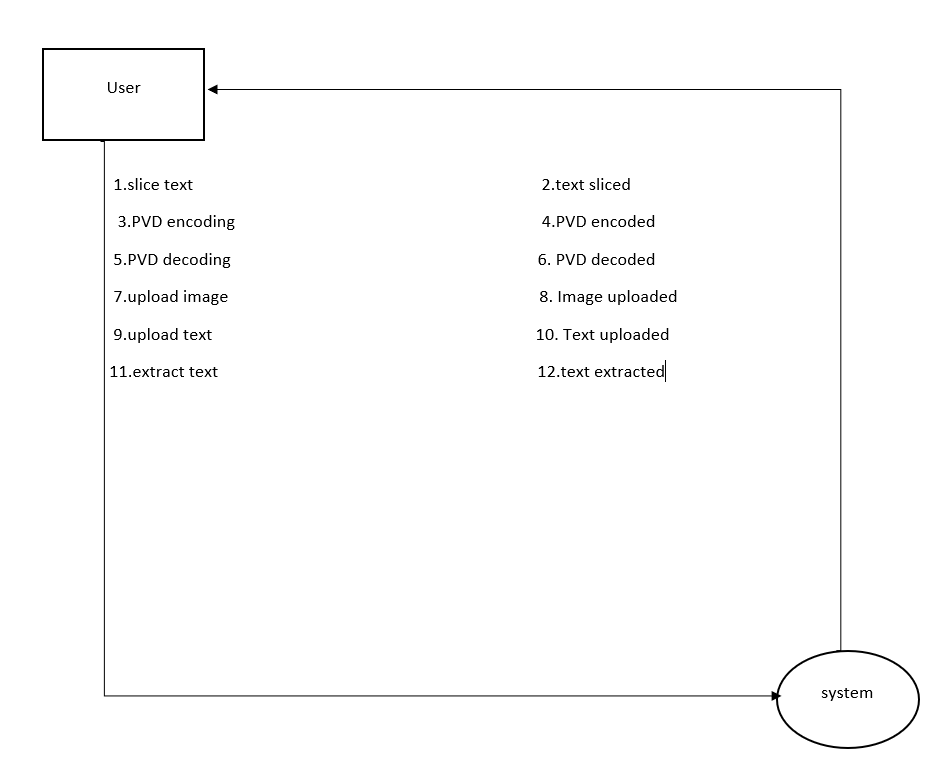 User
1.slice text
2.text sliced
3.PVD encoding
4.PVD encoded
5.PVD decoding
6. PVD decoded
7.upload image
8. Image uploaded
9.upload text
10. Text uploaded
11.extract text
12.text extracted
system